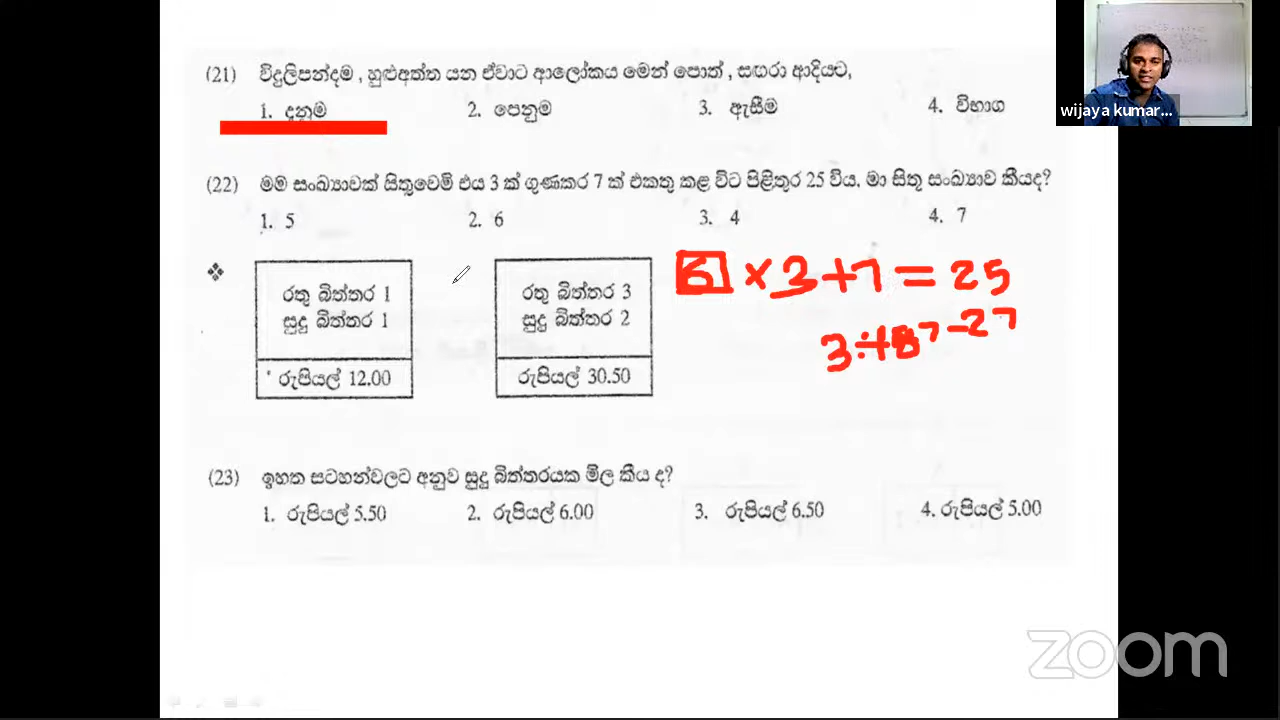 (21) විදුලිපන්දම , හුළුඅත්ත යන ඒවාට ආලෝකය මෙන් පොත් , සඟරා ආදියට,
1. දැනුම 2. පෙනුම 3. ඇසීම 4. විභාග
(22) මම සංඛ්‍යාවක් සිතුවෙමි එය 3 ක් ගුණකර 7 ක් එකතු කළ විට පිළිතුර 25 විය. මා සිතූ සංඛ්‍යාව කීයද?
1. 5 2. 6 3. 4 4. 7
❖
රතු බිත්තර 1
සුදු බිත්තර 1
රුපියල් 12.00
රතු බිත්තර 3
සුදු බිත්තර 2
රුපියල් 30.50
6 ×3+7=25
3÷18
(23) ඉහත සටහන්වලට අනුව සුදු බිත්තරයක මිල කීය ද?
1. රුපියල් 5.50 2. රුපියල් 6.00 3. රුපියල් 6.50 4. රුපියල් 5.00
wijaya kumar...
zoom